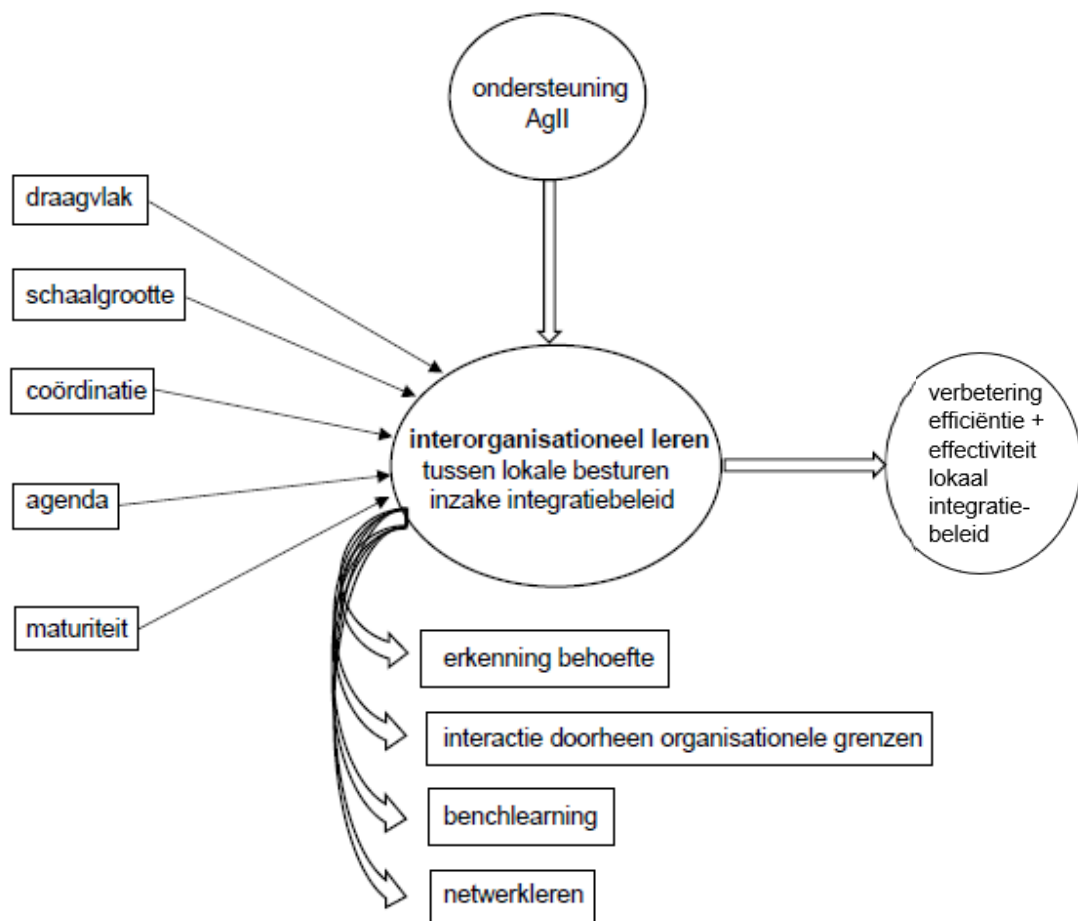 ondersteuning
AgII
draagvlak
schaalgrootte
coördinatie
agenda
maturiteit
interorganisationeel leren
tussen lokale besturen
inzake integratiebeleid
verbetering
efficiëntie +
effectiviteit
lokaal
integratie-
beleid
erkenning behoefte
interactie doorheen organisationele grenzen
benchlearning
netwerkleren